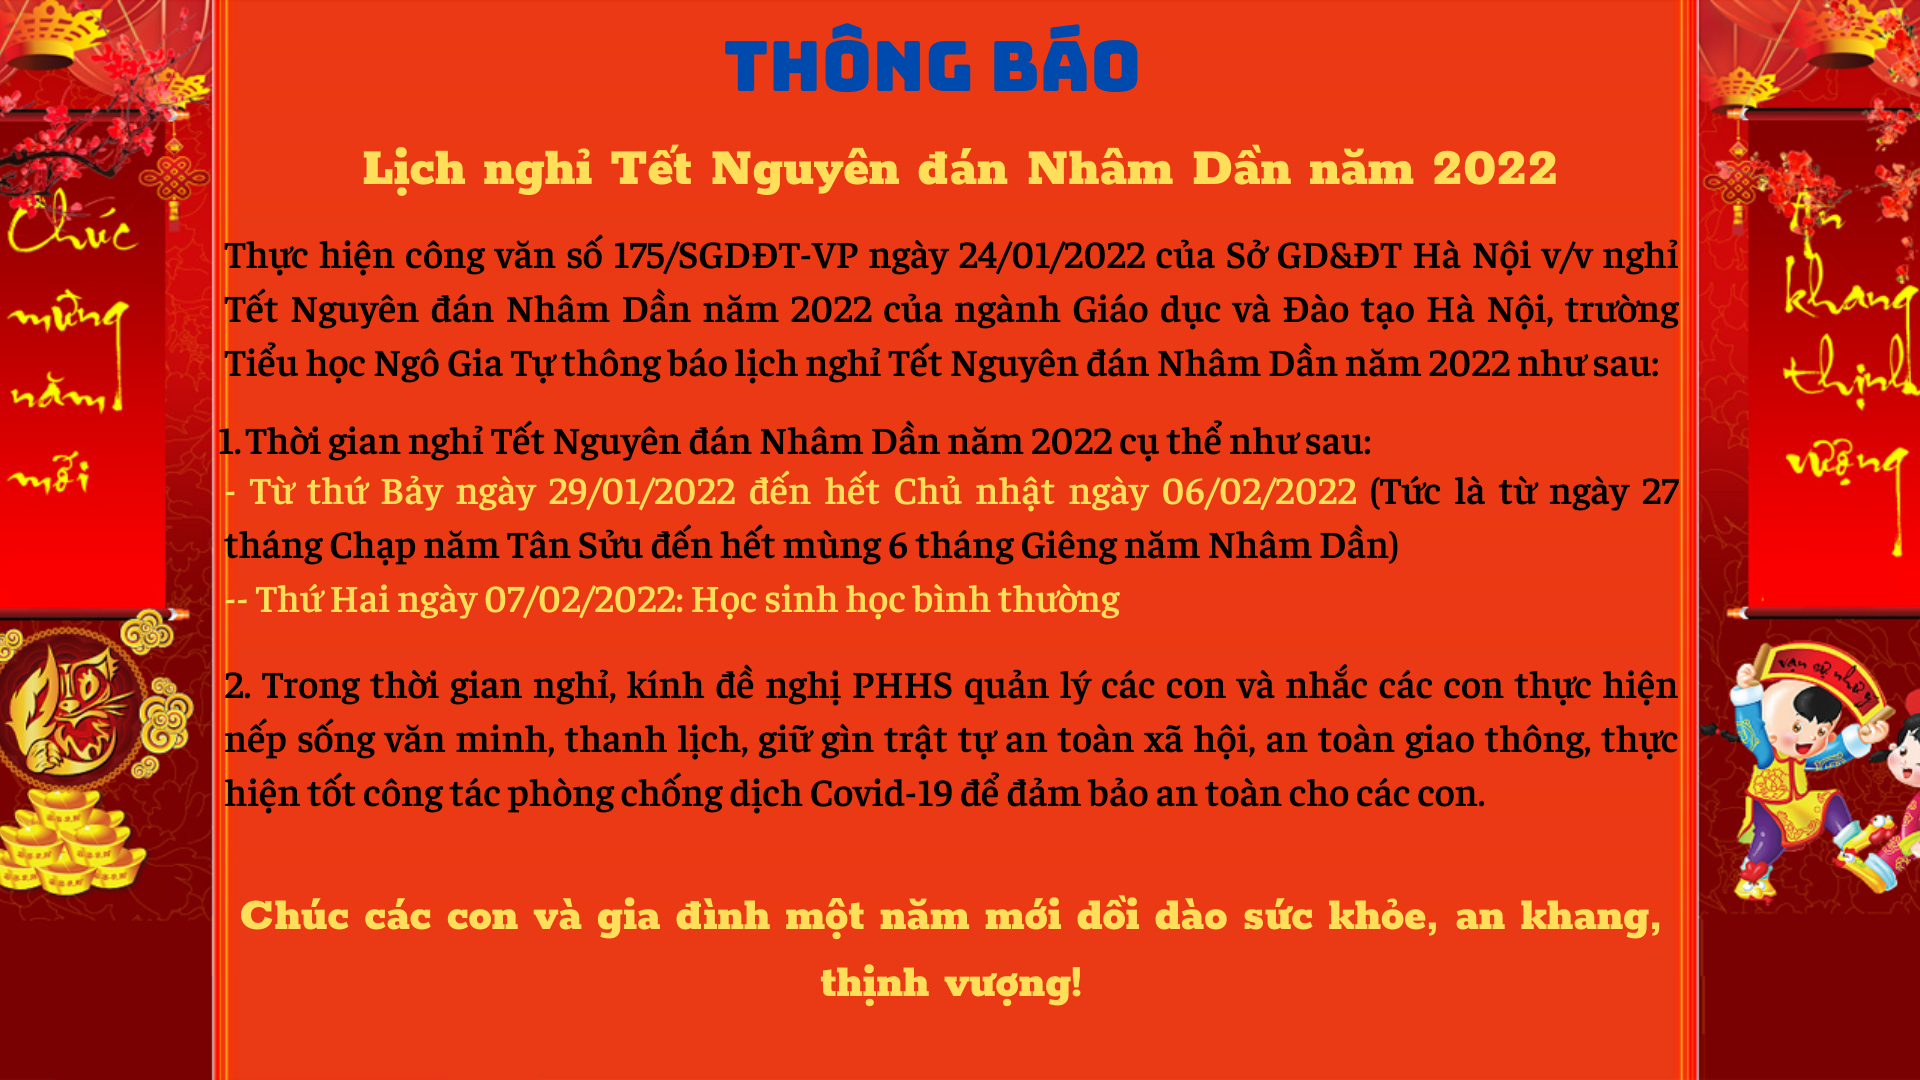 THÔNG BÁO
Lịch nghỉ Tết Nguyên đán Nhâm Dần năm 2022
Thực hiện công văn số 175/SGDĐT-VP ngày 24/01/2022 của Sở GD&ĐT Hà Nội v/v nghỉ
Tết Nguyên đán Nhâm Dần năm 2022 của ngành Giáo dục và Đào tạo Hà Nội, trường
Tiểu học Ngô Gia Tự thông báo lịch nghỉ Tết Nguyên đán Nhâm Dần năm 2022 như sau:
1. Thời gian nghỉ Tết Nguyên đán Nhâm Dần năm 2022 cụ thể như sau:
- Từ thứ Bảy ngày 29/01/2022 đến hết Chủ nhật ngày 06/02/2022 (Tức là từ ngày 27
tháng Chạp năm Tân Sửu đến hết mùng 6 tháng Giêng năm Nhâm Dần)
-- Thứ Hai ngày 07/02/2022: Học sinh học bình thường
2. Trong thời gian nghỉ, kính đề nghị PHHS quản lý các con và nhắc các con thực hiện
nếp sống văn minh, thanh lịch, giữ gìn trật tự an toàn xã hội, an toàn giao thông, thực
hiện tốt công tác phòng chống dịch Covid-19 để đảm bảo an toàn cho các con.
Chúc các con và gia đình một năm mới dồi dào sức khỏe, an khang,
thịnh vượng!
Chúc
mừng
năm
mới
An
khang
thịnh
vượng
vạn sự như ý